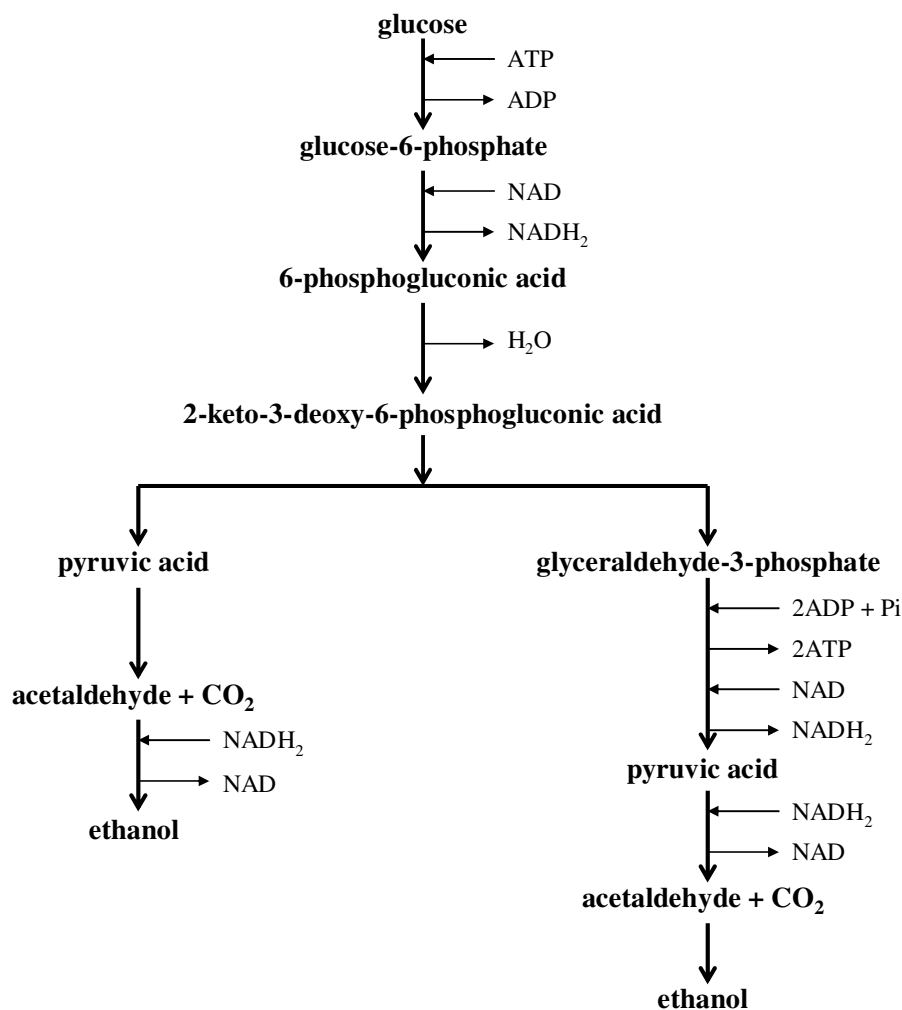 glucose
ATP
ADP
glucose-6-phosphate
NAD
NADH₂
6-phosphogluconic acid
H₂O
2-keto-3-deoxy-6-phosphogluconic acid
pyruvic acid
acetaldehyde + CO₂
NADH₂
NAD
ethanol
glyceraldehyde-3-phosphate
2ADP + Pi
2ATP
NAD
NADH₂
pyruvic acid
NADH₂
NAD
acetaldehyde + CO₂
ethanol